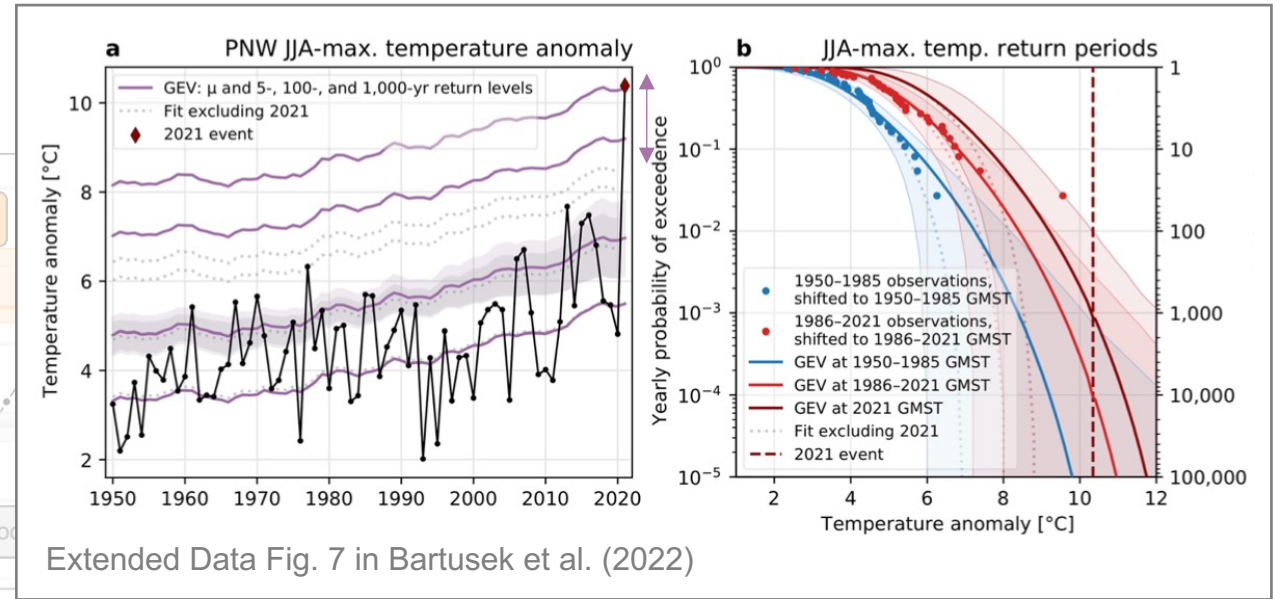 a PNW JJA-max. temperature anomaly
GEV: μ and 5-, 100-, and 1,000-yr return levels
Fit excluding 2021
2021 event
Temperature anomaly [°C]
10
8
6
4
2
1950 1960 1970 1980 1990 2000 2010 2020
b JJA-max. temp. return periods
Yearly probability of exceedence
10⁰
10⁻¹
10⁻²
10⁻³
10⁻⁴
10⁻⁵
1
10
100
1,000
10,000
100,000
1950–1985 observations,
shifted to 1950–1985 GMST
1986–2021 observations,
shifted to 1986–2021 GMST
GEV at 1950–1985 GMST
GEV at 1986–2021 GMST
GEV at 2021 GMST
Fit excluding 2021
2021 event
2 4 6 8 10 12
Temperature anomaly [°C]
Extended Data Fig. 7 in Bartusek et al. (2022)